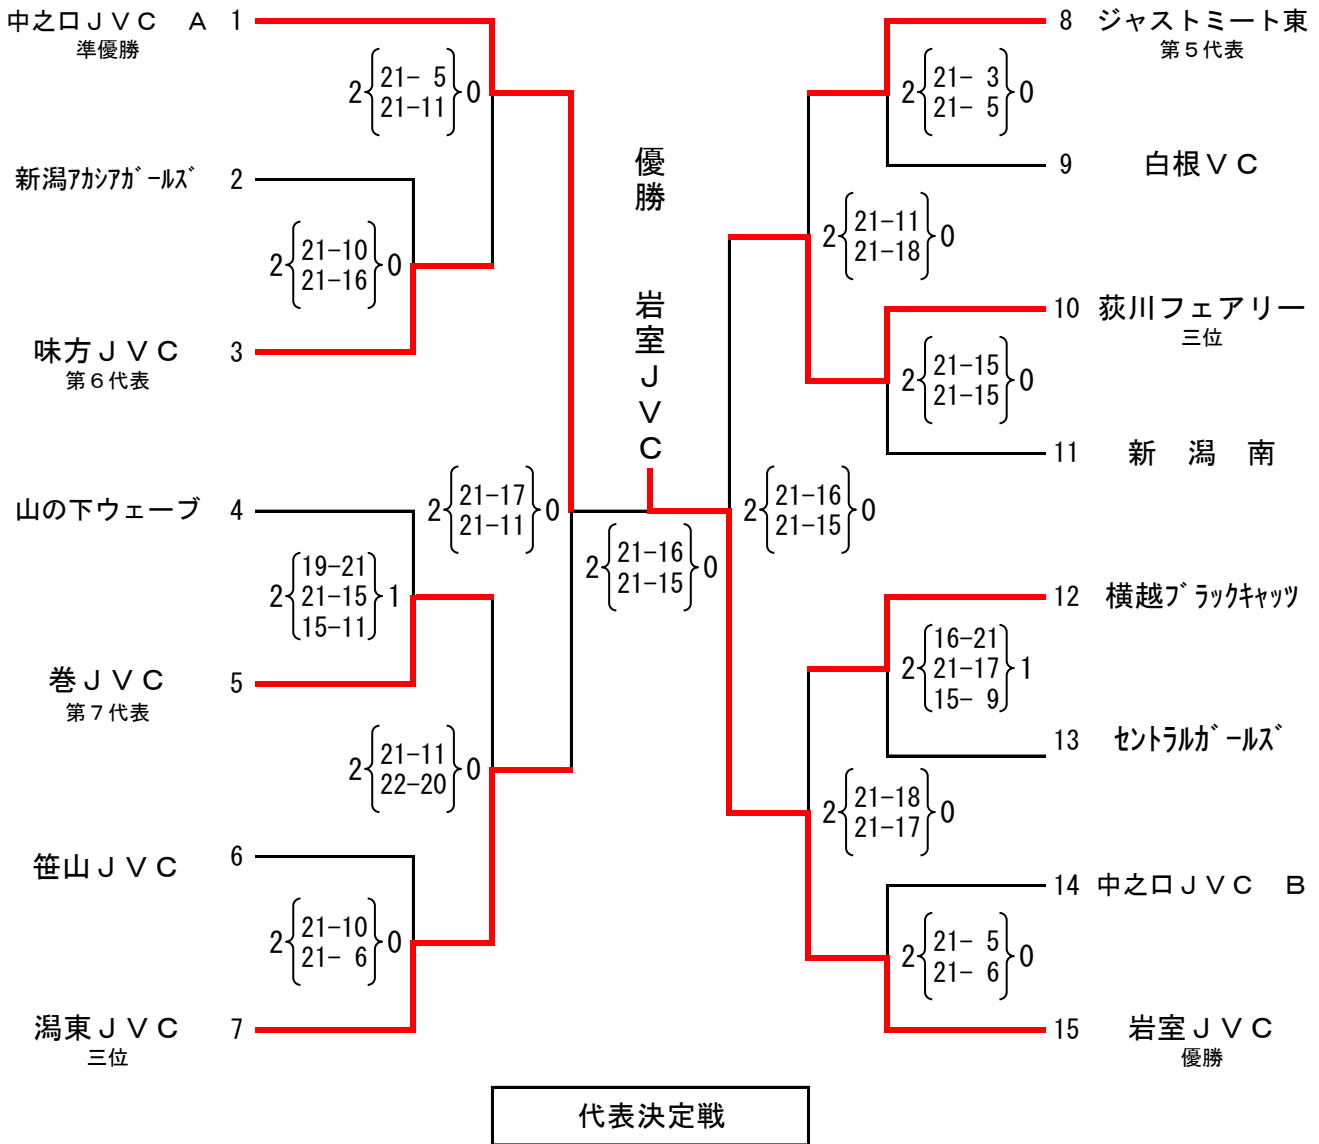 中之口ＪＶＣ　Ａ 1
準優勝
2 21- 5 0
21-11
新潟ｱｶｼｱｶﾞｰﾙｽﾞ 2
2 21-10 0
21-16
味方ＪＶＣ 3
第６代表
山の下ウェーブ 4
2 21-17 0
21-11
19-21
2 21-15 1
15-11
巻ＪＶＣ 5
第７代表
2 21-11 0
22-20
笹山ＪＶＣ 6
2 21-10 0
21- 6
潟東ＪＶＣ 7
三位
優勝　岩室ＪＶＣ
2 21-16 0
21-15
8 ジャストミート東
第５代表
2 21- 3 0
21- 5
9 白根ＶＣ
2 21-11 0
21-18
10 荻川フェアリー
三位
2 21-15 0
21-15
11 新　潟　南
2 21-16 0
21-15
12 横越ﾌﾞﾗｯｸｷｬｯﾂ
16-21
2 21-17 1
15- 9
13 ｾﾝﾄﾗﾙｶﾞｰﾙｽﾞ
2 21-18 0
21-17
14 中之口ＪＶＣ　Ｂ
2 21- 5 0
21- 6
15 岩室ＪＶＣ
優勝
代表決定戦